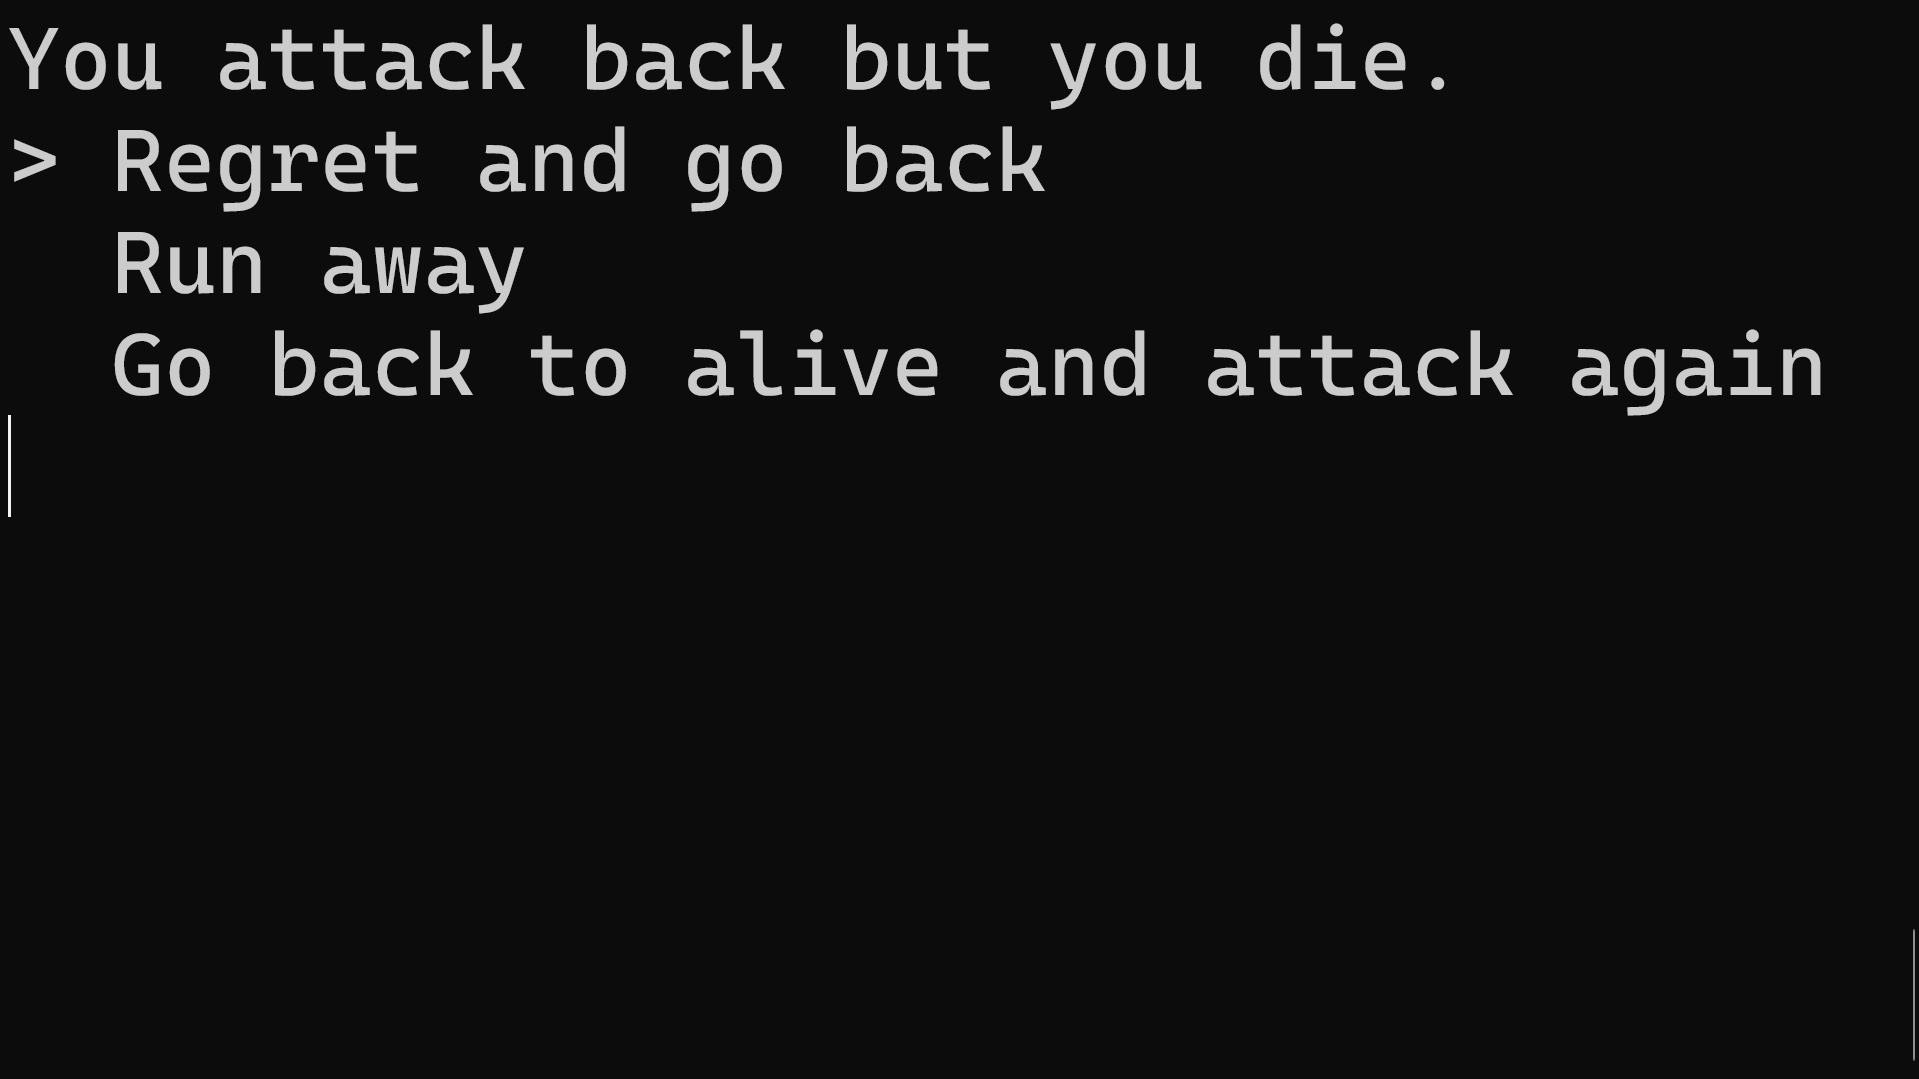 You attack back but you die.
> Regret and go back
  Run away
  Go back to alive and attack again